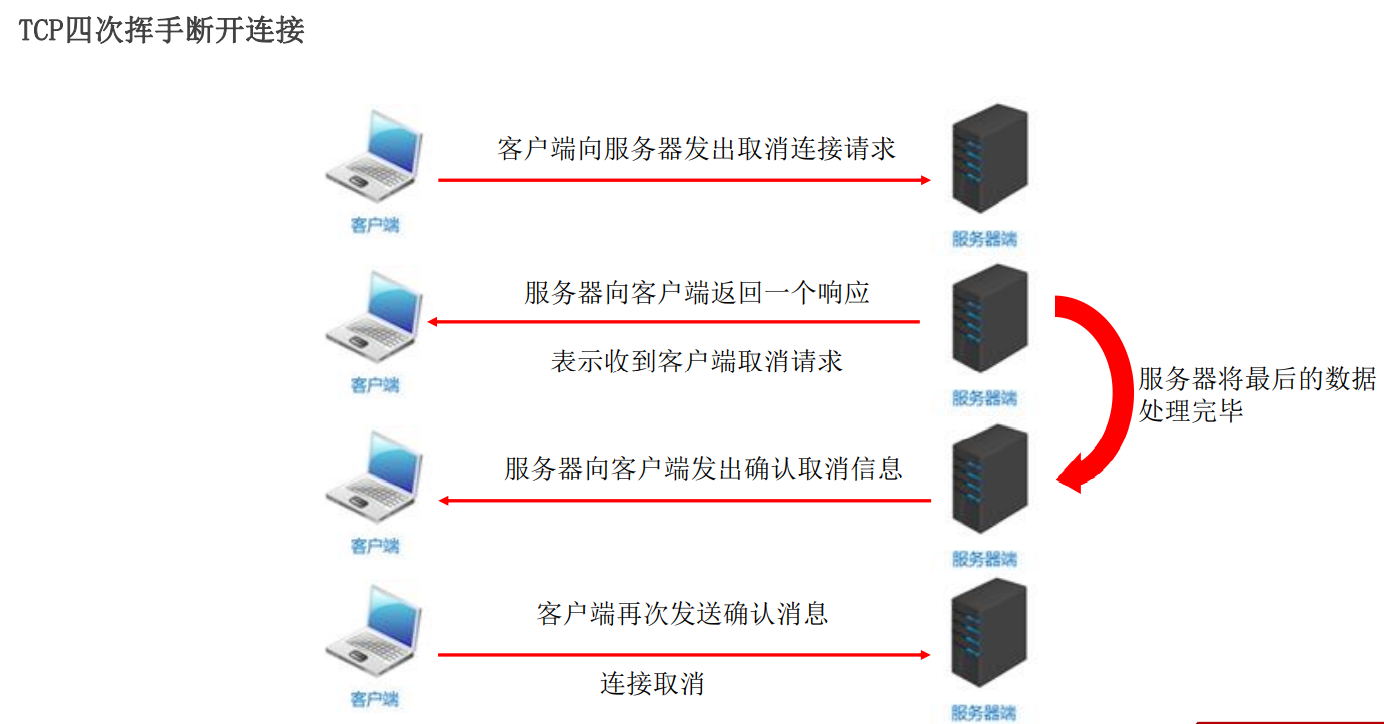 TCP四次挥手断开连接
客户端向服务器发出取消连接请求
客户端
服务器端
服务器向客户端返回一个响应
表示收到客户端取消请求
客户端
服务器端
服务器将最后的数据
处理完毕
服务器向客户端发出确认取消信息
客户端
服务器端
客户端再次发送确认消息
连接取消
客户端
服务器端